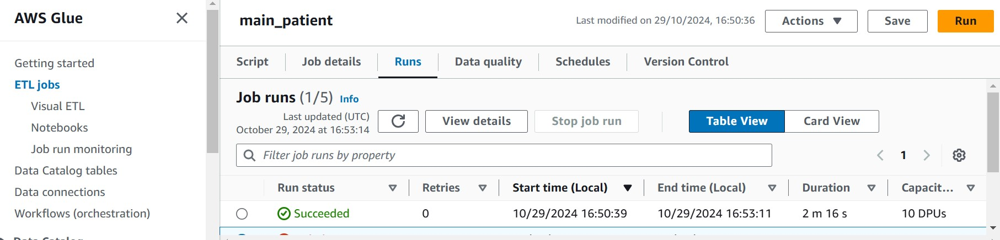 AWS Glue
Getting started
ETL jobs
Visual ETL
Notebooks
Job run monitoring
Data Catalog tables
Data connections
Workflows (orchestration)
Data Catalog
main_patient
Last modified on 29/10/2024, 16:50:36
Actions
Save
Run
Script
Job details
Runs
Data quality
Schedules
Version Control
Job runs (1/5) Info
Last updated (UTC)
October 29, 2024 at 16:53:14
View details
Stop job run
Table View
Card View
Filter job runs by property
1
Run status
Retries
Start time (Local)
End time (Local)
Duration
Capacit...
Succeeded
0
10/29/2024 16:50:39
10/29/2024 16:53:11
2 m 16 s
10 DPUs